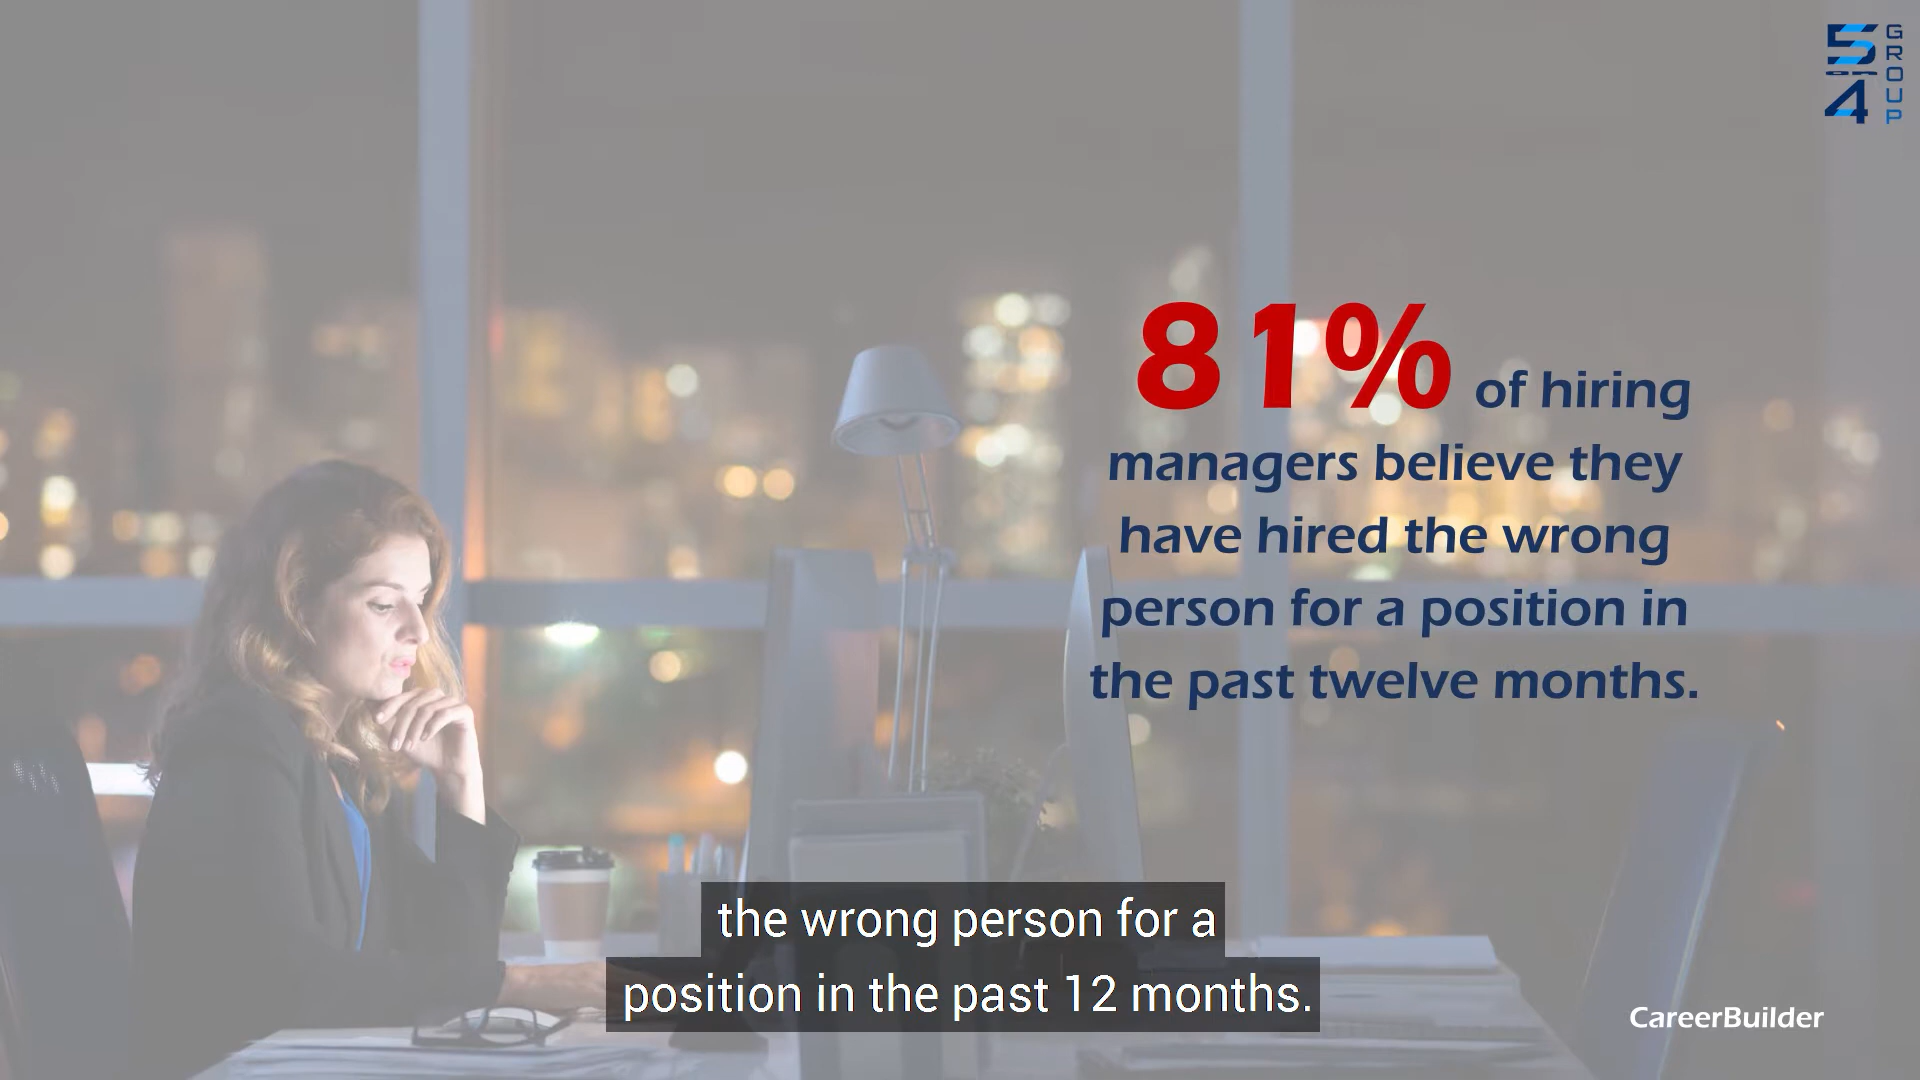 5
on
4
GROUP
81% of hiring
managers believe they
have hired the wrong
person for a position in
the past twelve months.
the wrong person for a
position in the past 12 months.
CareerBuilder